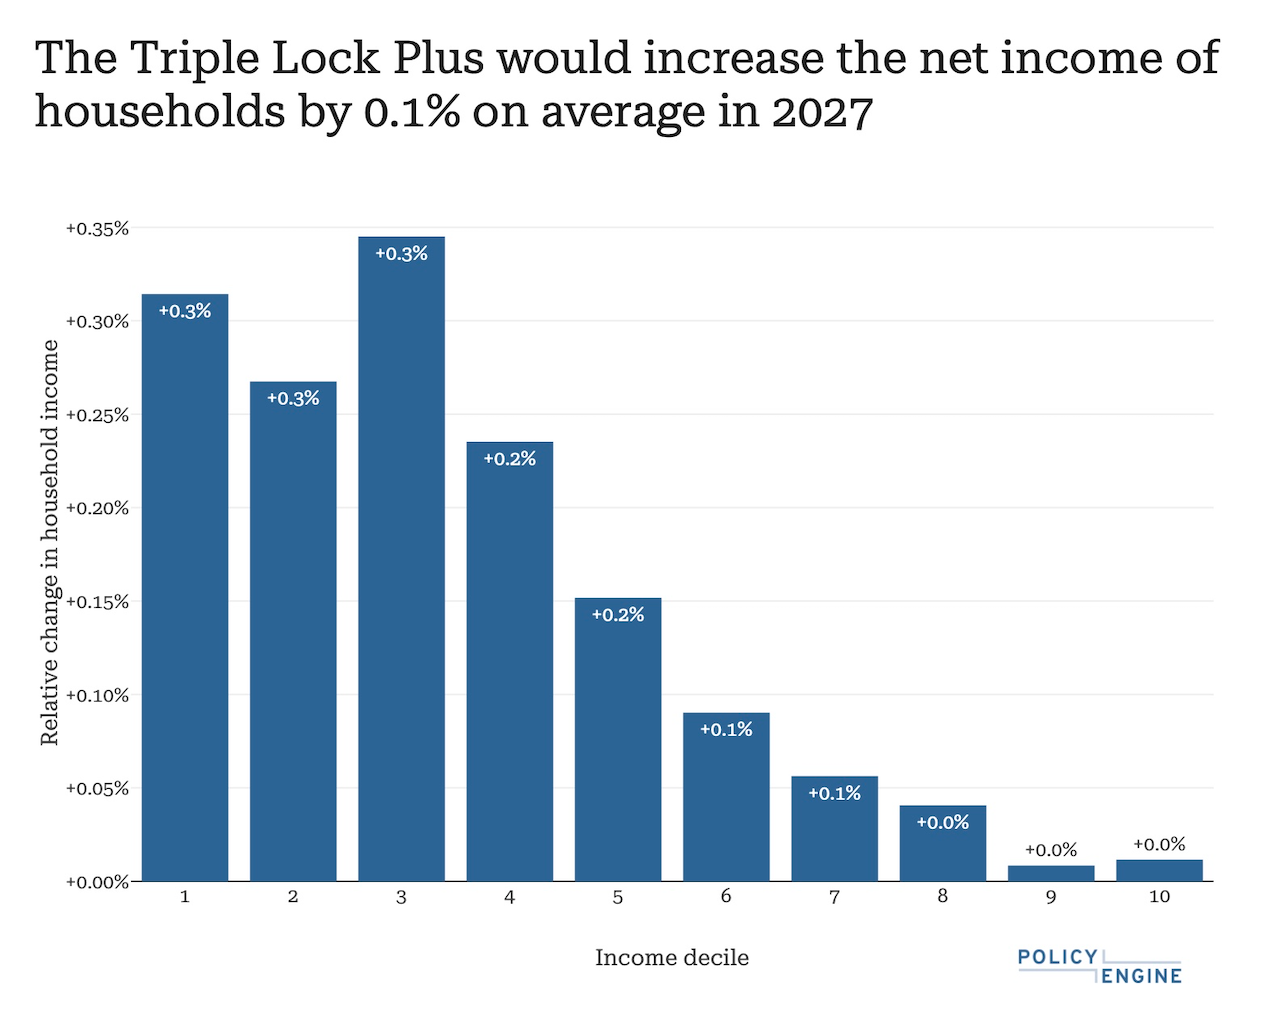 The Triple Lock Plus would increase the net income of
households by 0.1% on average in 2027
Relative change in household income
+0.35%
+0.30%
+0.25%
+0.20%
+0.15%
+0.10%
+0.05%
+0.00%
+0.3%
+0.3%
+0.3%
+0.2%
+0.2%
+0.1%
+0.1%
+0.0%
+0.0%
+0.0%
1 2 3 4 5 6 7 8 9 10
Income decile
POLICY
ENGINE